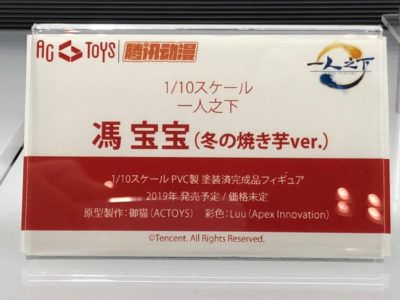 AC TOYS 腾讯动漫 一人之下
1/10スケール
一人之下
馮 宝宝(冬の焼き芋ver.)
1/10スケール PVC製 塗装済完成品フィギュア
2019年 発売予定 / 価格未定
原型製作：御猫(ACTOYS) 彩色：Luu(Apex Innovation)
©Tencent. All Rights Reserved.